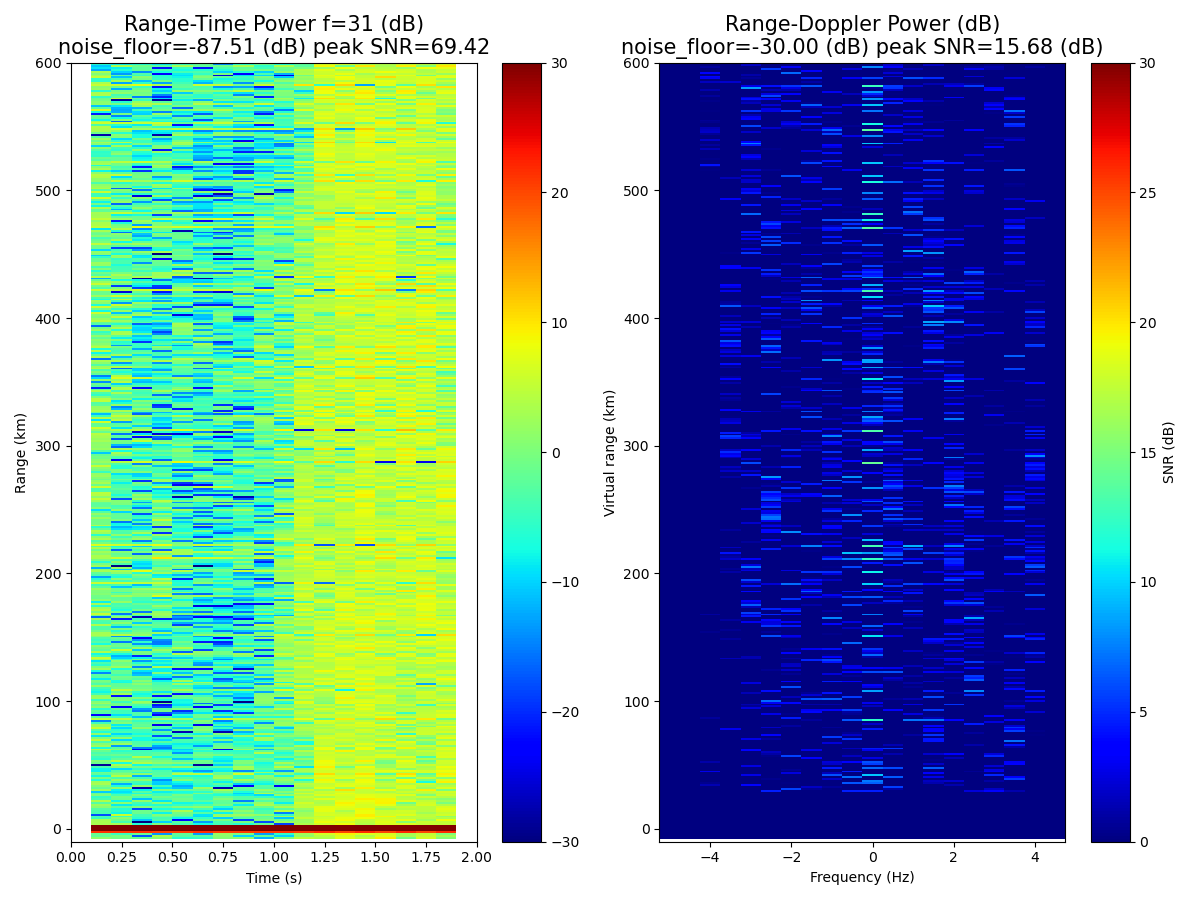 Range-Time Power f=31 (dB)
noise_floor=-87.51 (dB) peak SNR=69.42
600
500
400
300
200
100
0
Range (km)
0.00 0.25 0.50 0.75 1.00 1.25 1.50 1.75 2.00
Time (s)
30
20
10
0
−10
−20
−30
Range-Doppler Power (dB)
noise_floor=-30.00 (dB) peak SNR=15.68 (dB)
600
500
400
300
200
100
0
Virtual range (km)
−4 −2 0 2 4
Frequency (Hz)
30
25
20
15
10
5
0
SNR (dB)